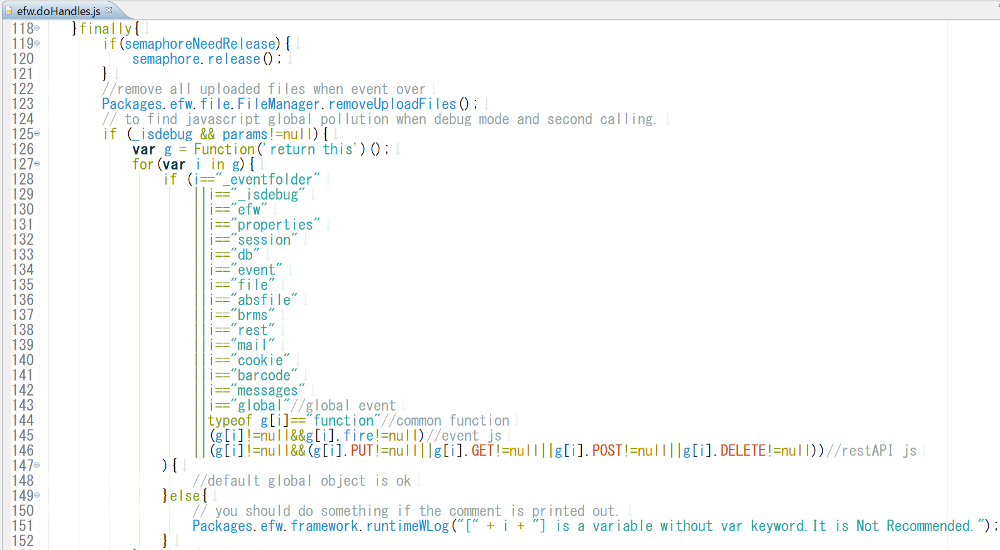 efw.doHandles.js
118 }finally{
119 if(semaphoreNeedRelease){
120 semaphore.release();
121 }
122 //remove all uploaded files when event over
123 Packages.efw.file.FileManager.removeUploadFiles();
124 // to find javascript global pollution when debug mode and second calling.
125 if (_isdebug && params!=null){
126 var g = Function('return this')();
127 for(var i in g){
128 if (i=="_eventfolder"
129 ||i=="_isdebug"
130 ||i=="efw"
131 ||i=="properties"
132 ||i=="session"
133 ||i=="db"
134 ||i=="event"
135 ||i=="file"
136 ||i=="absfile"
137 ||i=="brms"
138 ||i=="rest"
139 ||i=="mail"
140 ||i=="cookie"
141 ||i=="barcode"
142 ||i=="messages"
143 ||i=="global"//global event
144 ||typeof g[i]=="function"//common function
145 ||(g[i]!=null&&g[i].fire!=null)//event js
146 ||(g[i]!=null&&(g[i].PUT!=null||g[i].GET!=null||g[i].POST!=null||g[i].DELETE!=null))//restAPI js
147 ){
148 //default global object is ok
149 }else{
150 // you should do something if the comment is printed out.
151 Packages.efw.framework.runtimeWLog("[" + i + "] is a variable without var keyword.It is Not Recommended.");
152 }